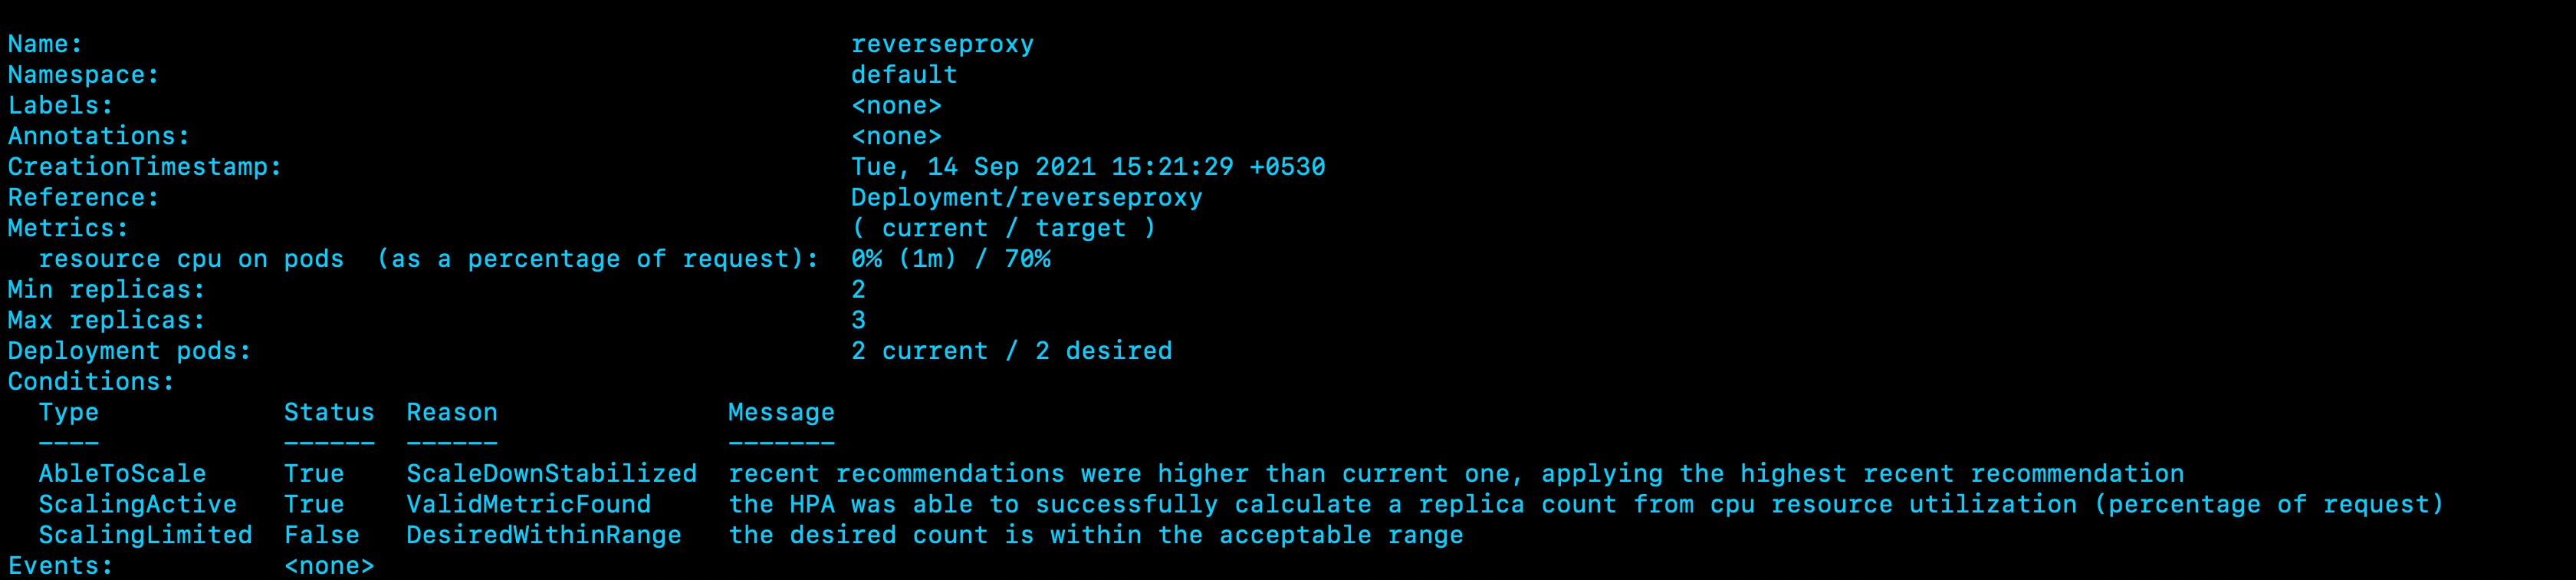 Name:                                                  reverseproxy
Namespace:                                             default
Labels:                                                <none>
Annotations:                                           <none>
CreationTimestamp:                                     Tue, 14 Sep 2021 15:21:29 +0530
Reference:                                             Deployment/reverseproxy
Metrics:                                               ( current / target )
  resource cpu on pods  (as a percentage of request):  0% (1m) / 70%
Min replicas:                                          2
Max replicas:                                          3
Deployment pods:                                       2 current / 2 desired
Conditions:
  Type            Status  Reason               Message
  ----            ------  ------               -------
  AbleToScale     True    ScaleDownStabilized  recent recommendations were higher than current one, applying the highest recent recommendation
  ScalingActive   True    ValidMetricFound     the HPA was able to successfully calculate a replica count from cpu resource utilization (percentage of request)
  ScalingLimited  False   DesiredWithinRange   the desired count is within the acceptable range
Events:           <none>